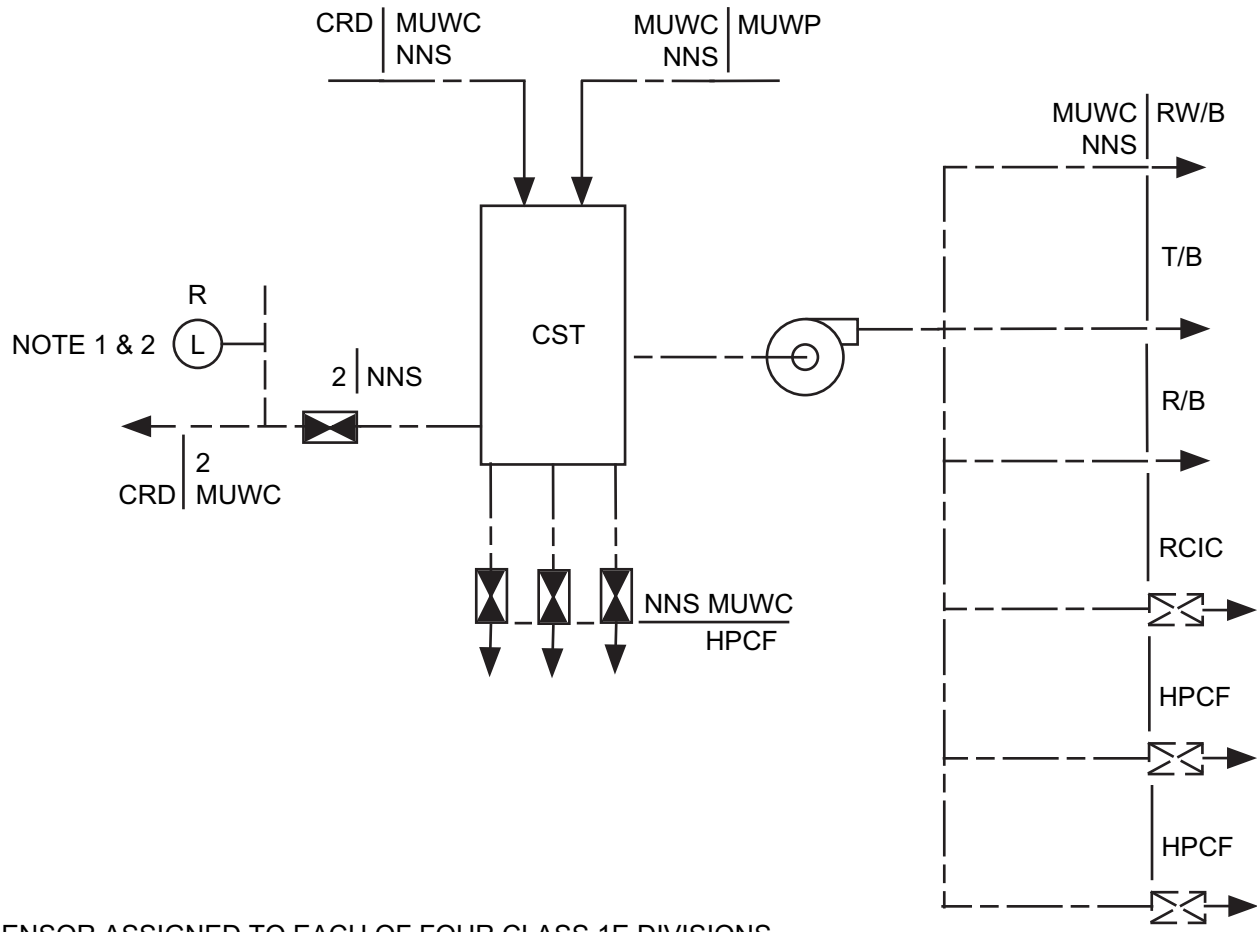 CRD MUWC
NNS
MUWC MUWP
NNS
MUWC RW/B
NNS
T/B
R
NOTE 1 & 2 L
CST
2 NNS
R/B
2
CRD MUWC
RCIC
NNS MUWC
HPCF
HPCF
HPCF
ASSIGNED TO EACH OF FOUR CLASS 1E DIVISIONS